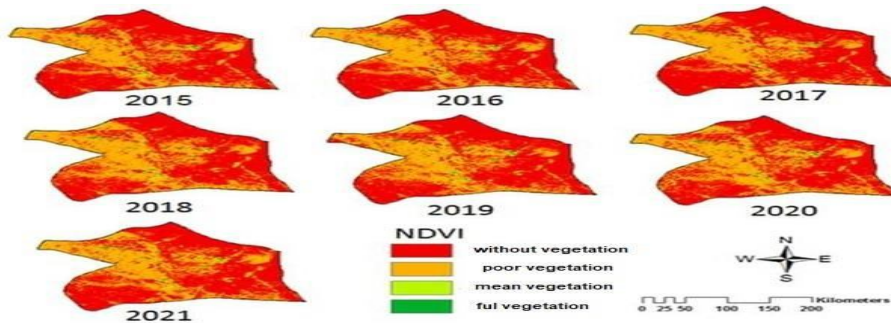 2015
2016
2017
2018
2019
2020
2021
NDVI
without vegetation
poor vegetation
mean vegetation
ful vegetation
N
W E
S
Kilometers
0 25 50 100 150 200